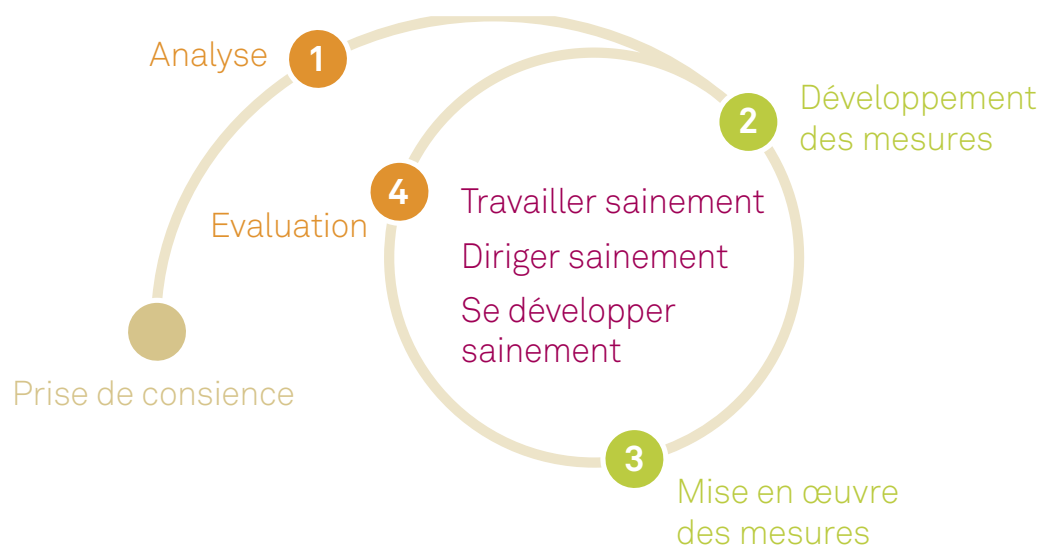 Analyse
1
2
Développement
des mesures
4
Evaluation
Travailler sainement
Diriger sainement
Se développer
sainement
Prise de consience
3
Mise en œuvre
des mesures